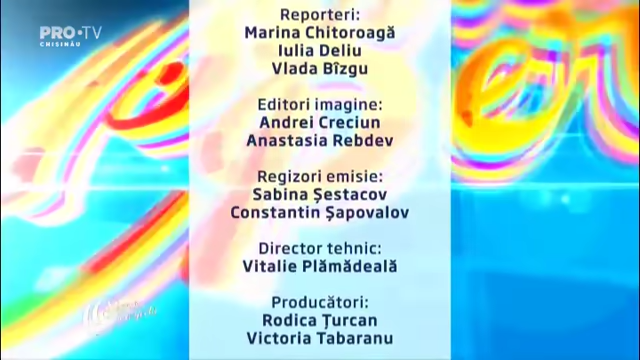 PRO•TV
CHIȘINĂU
Reporteri:
Marina Chitoroagă
Iulia Deliu
Vlada Bîzgu
Editori imagine:
Andrei Creciun
Anastasia Rebdev
Regizori emisie:
Sabina Șestacov
Constantin Șapovalov
Director tehnic:
Vitalie Plămădeală
Producători:
Rodica Țurcan
Victoria Tabaranu